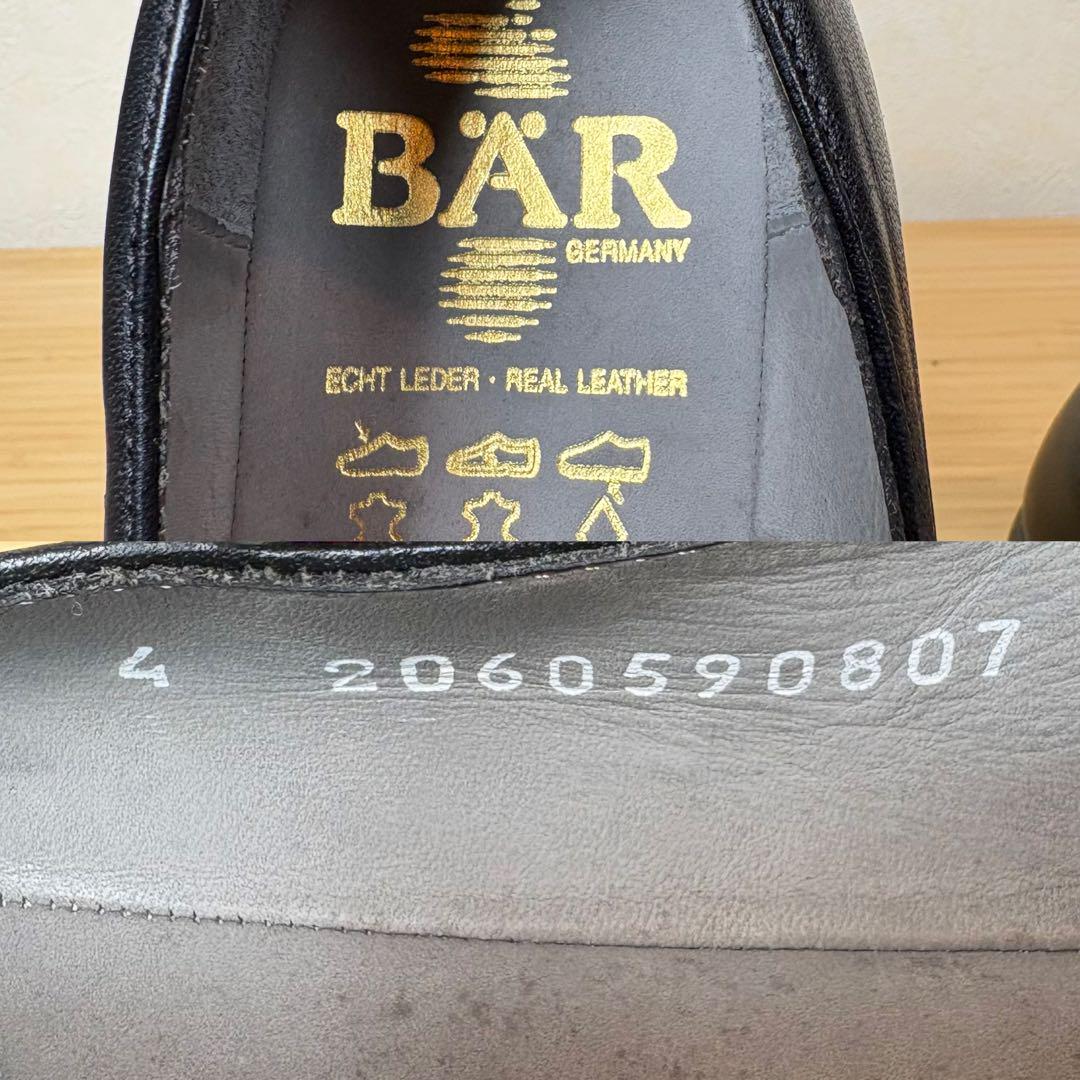 BÄR
GERMANY
ECHT LEDER · REAL LEATHER
4 2060590807